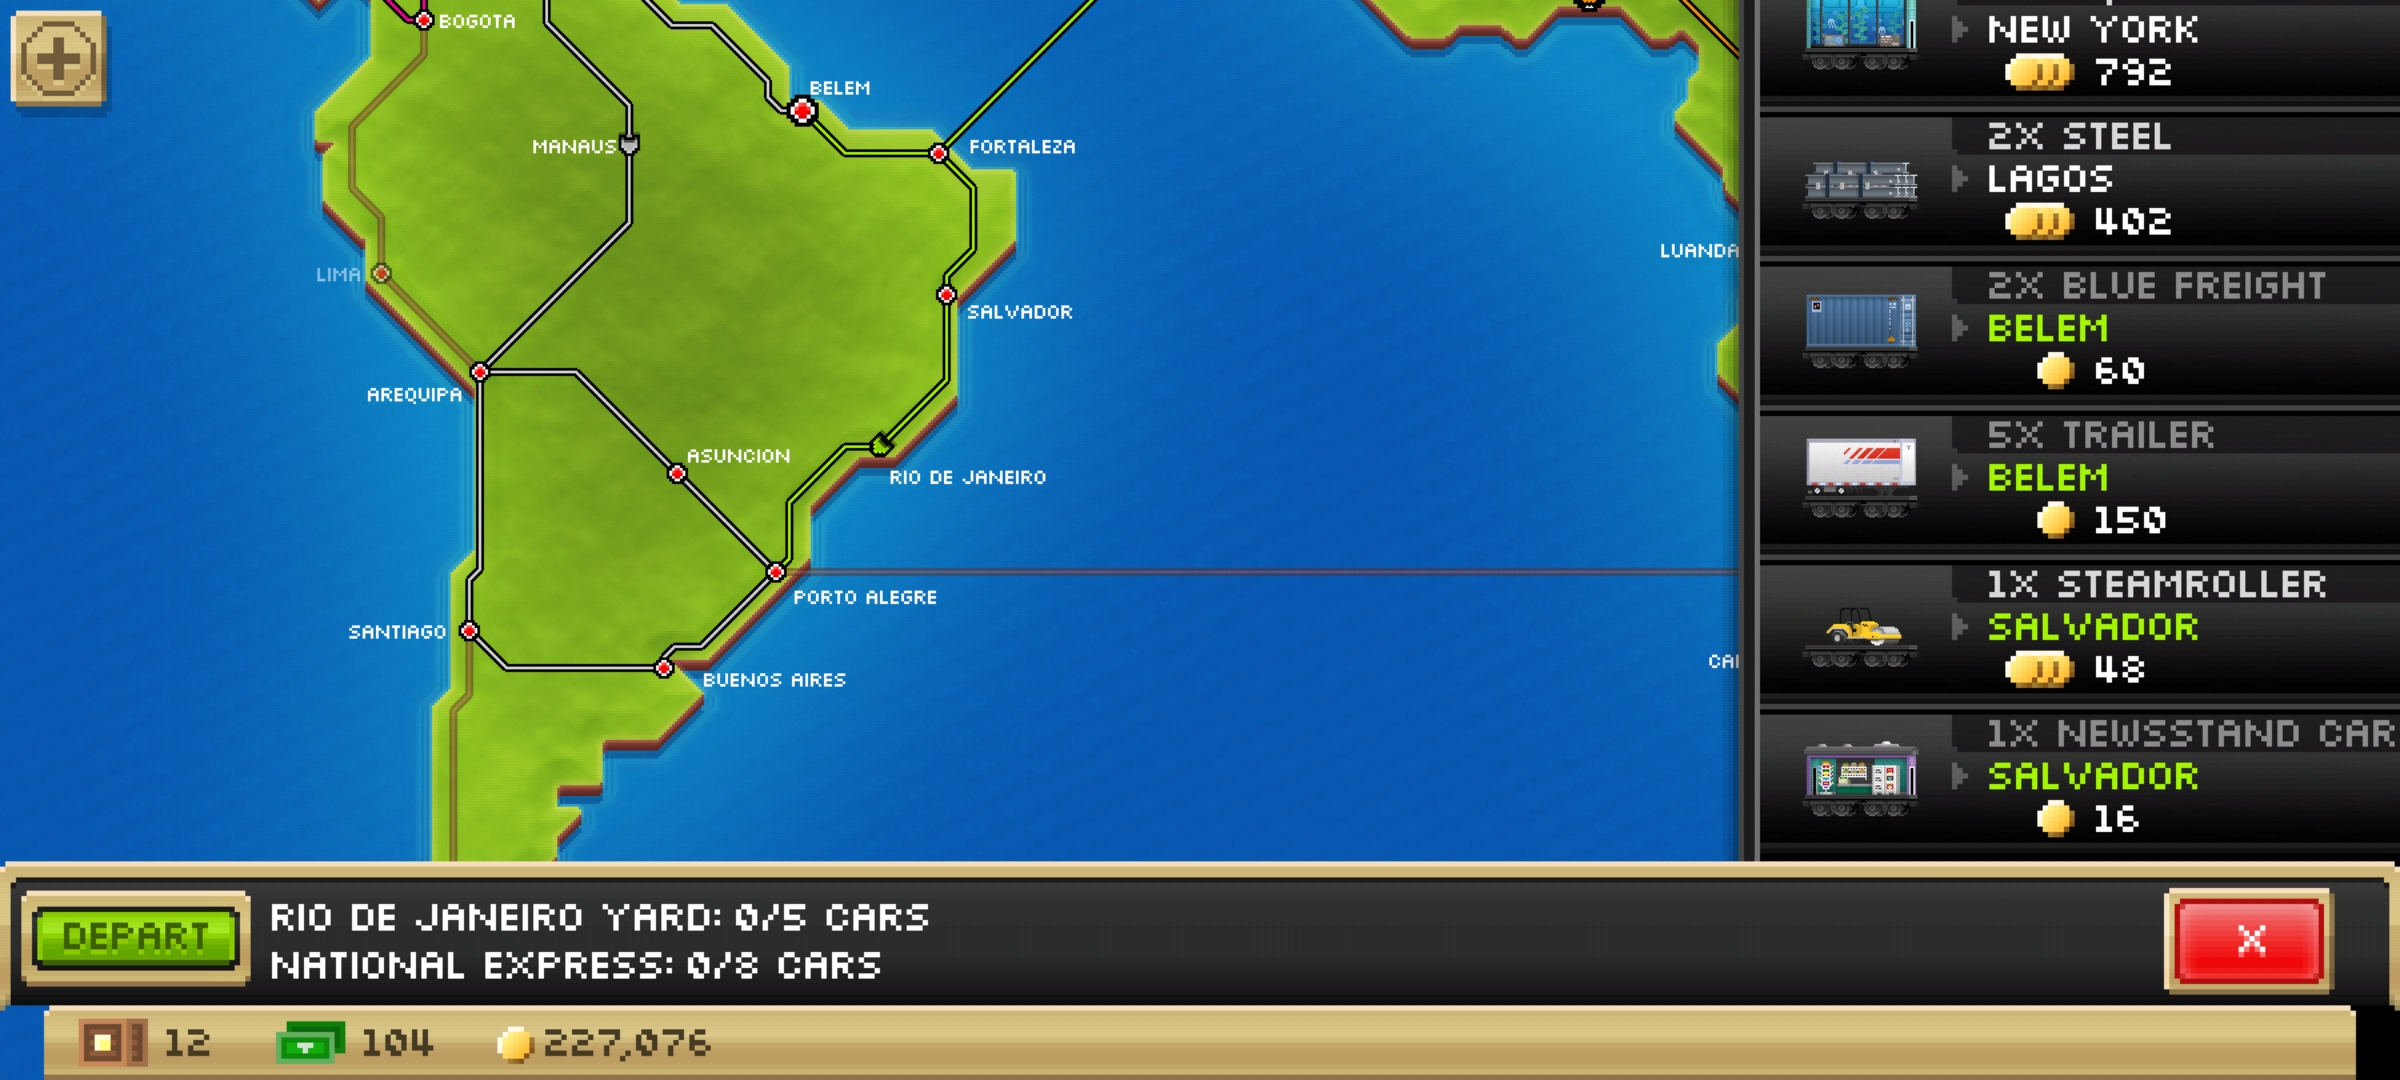 BOGOTA
BELEM
MANAUS
FORTALEZA
LIMA
SALVADOR
LUANDA
AREQUIPA
ASUNCION
RIO DE JANEIRO
PORTO ALEGRE
SANTIAGO
BUENOS AIRES
NEW YORK
792
2X STEEL
LAGOS
402
2X BLUE FREIGHT
BELEM
60
5X TRAILER
BELEM
150
1X STEAMROLLER
SALVADOR
48
1X NEWSSTAND CAR
SALVADOR
16
DEPART
RIO DE JANEIRO YARD: 0/5 CARS
NATIONAL EXPRESS: 0/8 CARS
X
12
104
227,076